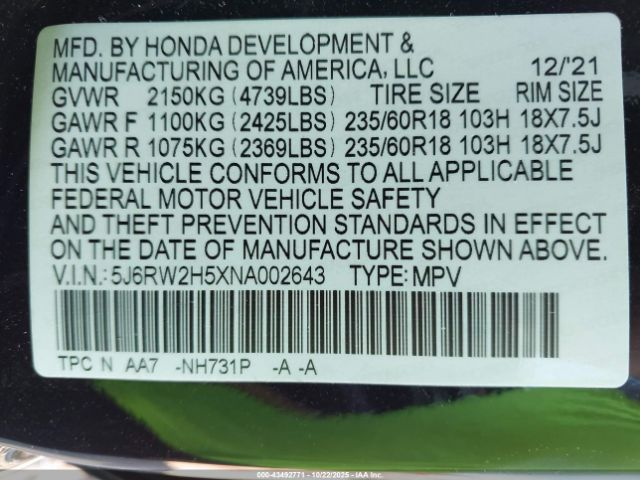 MFD. BY HONDA DEVELOPMENT &
MANUFACTURING OF AMERICA, LLC 12/'21
GVWR 2150KG (4739LBS) TIRE SIZE RIM SIZE
GAWR F 1100KG (2425LBS) 235/60R18 103H 18X7.5J
GAWR R 1075KG (2369LBS) 235/60R18 103H 18X7.5J
THIS VEHICLE CONFORMS TO ALL APPLICABLE
FEDERAL MOTOR VEHICLE SAFETY
AND THEFT PREVENTION STANDARDS IN EFFECT
ON THE DATE OF MANUFACTURE SHOWN ABOVE.
V.I.N.: 5J6RW2H5XNA002643 TYPE: MPV
TPC N AA7 -NH731P -A -A
© - 43492771 - 10/22/2025 - IAA Inc.